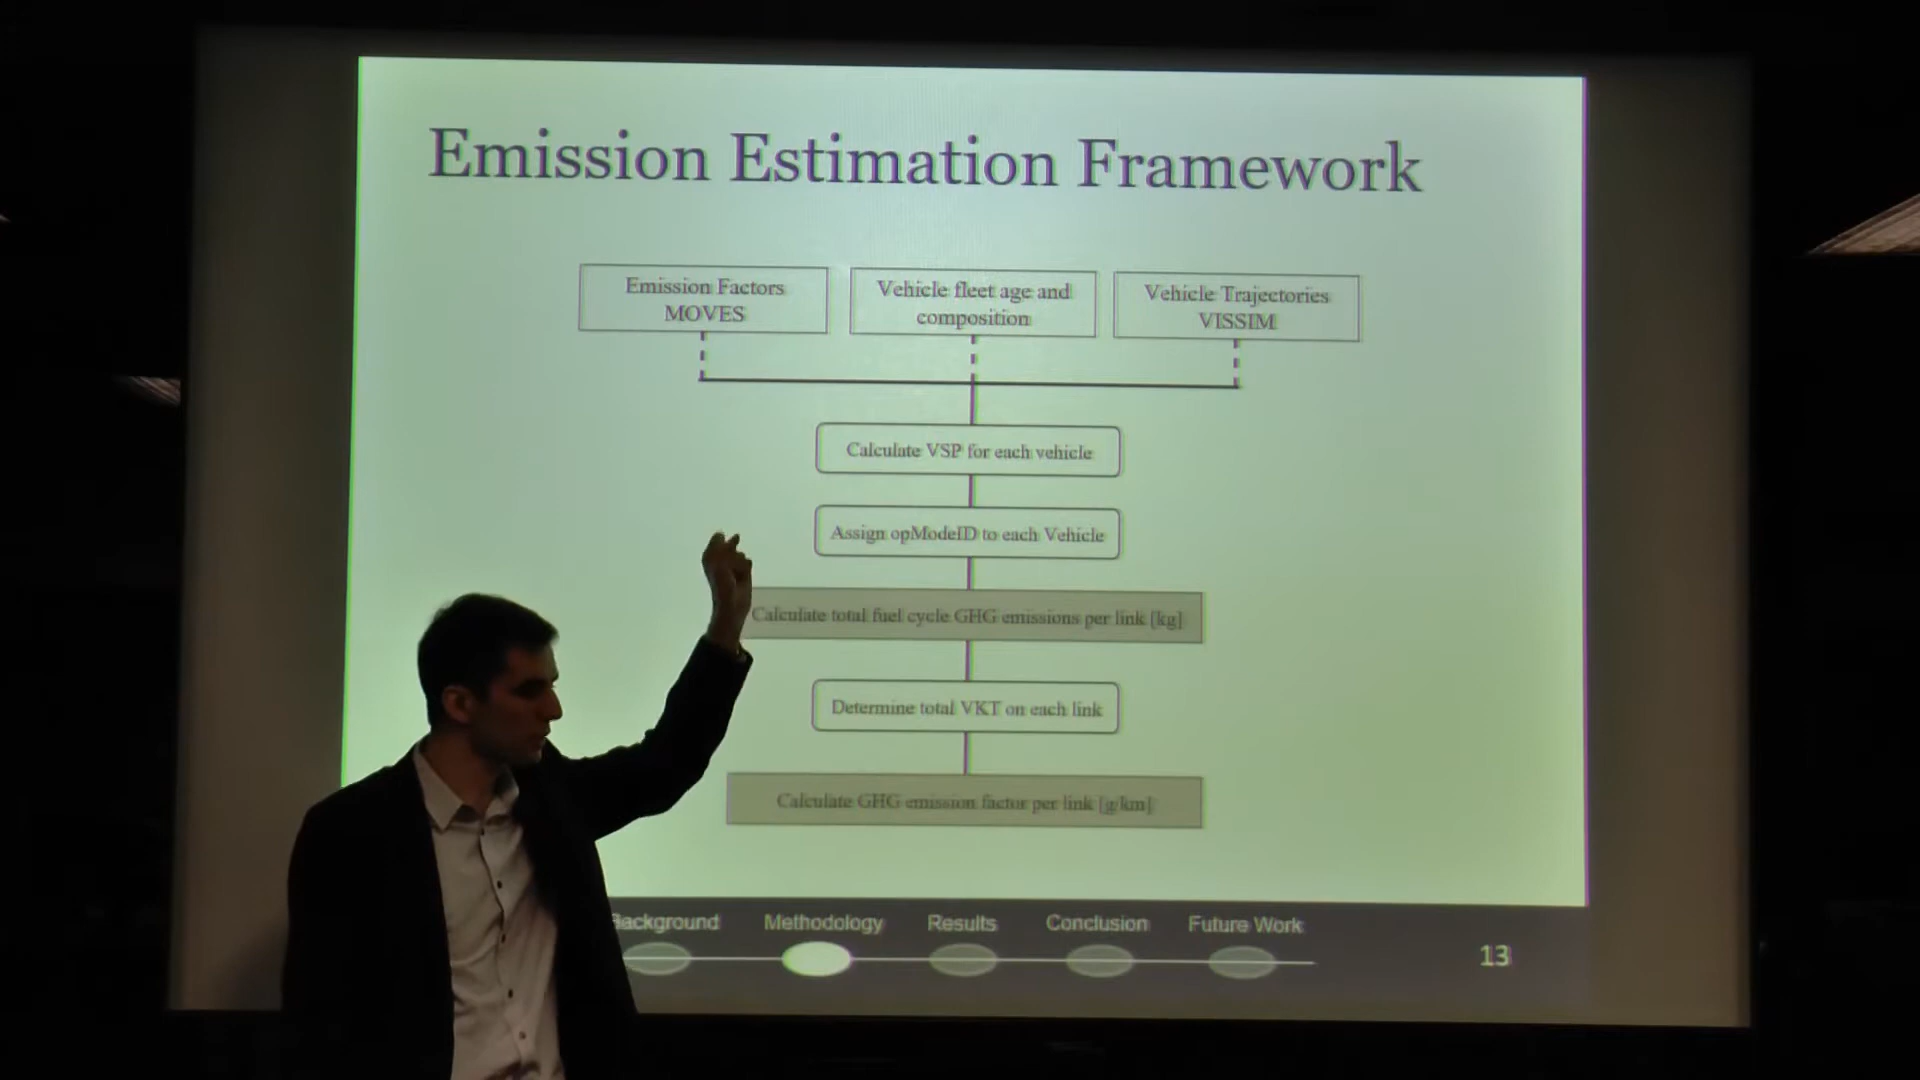 Emission Estimation Framework
Emission Factors
MOVES
Vehicle fleet age and
composition
Vehicle Trajectories
VISSIM
Calculate VSP for each vehicle
Assign opModeID to each Vehicle
Calculate total fuel cycle GHG emissions per link [kg]
Determine total VKT on each link
Calculate GHG emission factor per link [g/km]
Background Methodology Results Conclusion Future Work
13